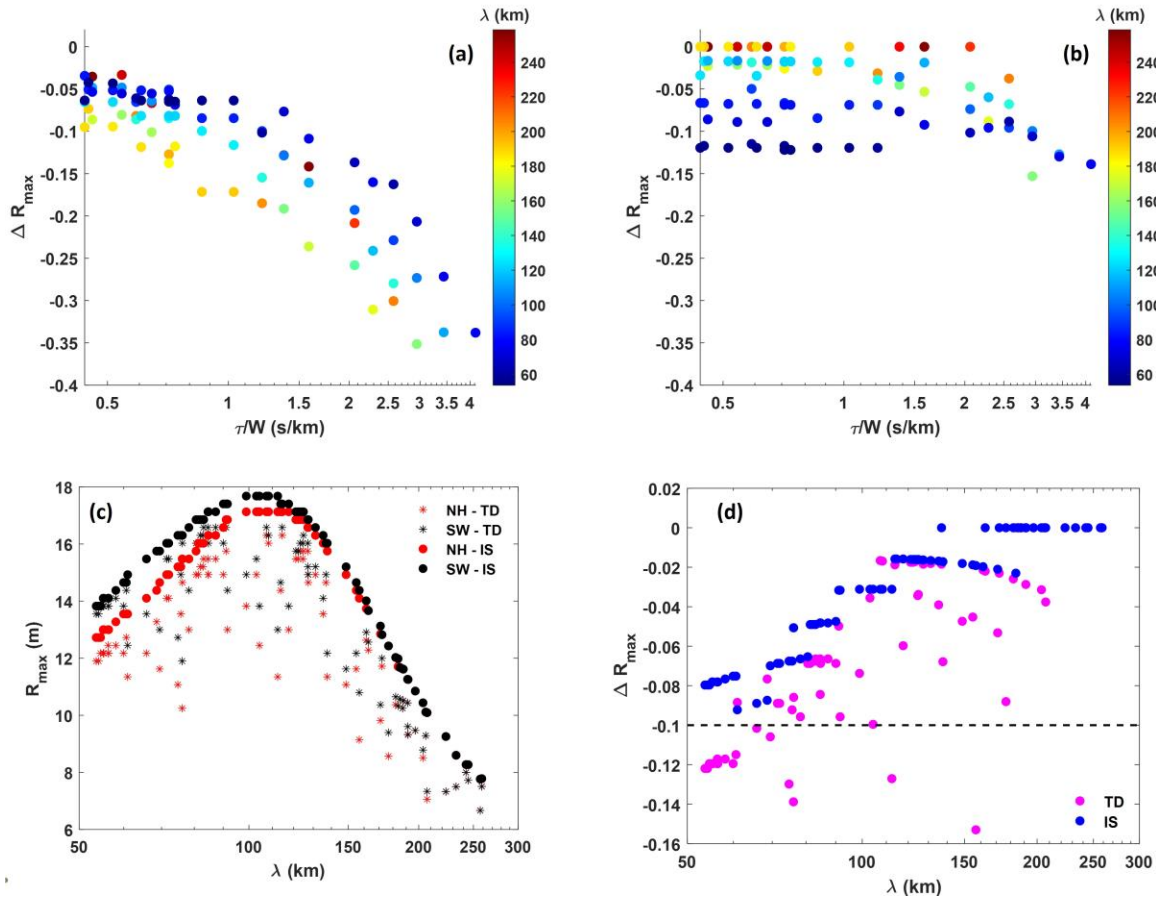 λ (km)
λ (km)
0
-0.05
-0.1
-0.15
-0.2
-0.25
-0.3
-0.35
-0.4
(a)
240
220
200
180
160
140
120
100
80
60
Δ Rmax
0.5 1 1.5 2 2.5 3 3.5 4
τ/W (s/km)
0
-0.05
-0.1
-0.15
-0.2
-0.25
-0.3
-0.35
-0.4
(b)
240
220
200
180
160
140
120
100
80
60
Δ Rmax
0.5 1 1.5 2 2.5 3 3.5 4
τ/W (s/km)
18
16
14
12
10
8
6
(c)
NH - TD
SW - TD
NH - IS
SW - IS
Rmax (m)
50 100 150 200 250 300
λ (km)
0.02
0
-0.02
-0.04
-0.06
-0.08
-0.1
-0.12
-0.14
-0.16
(d)
TD
IS
Δ Rmax
50 100 150 200 250 300
λ (km)